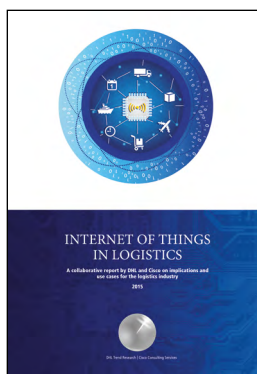 INTERNET OF THINGS
IN LOGISTICS
A collaborative report by DHL and Cisco on implications and
use cases for the logistics industry
2015
DHL Trend Research | Cisco Consulting Services